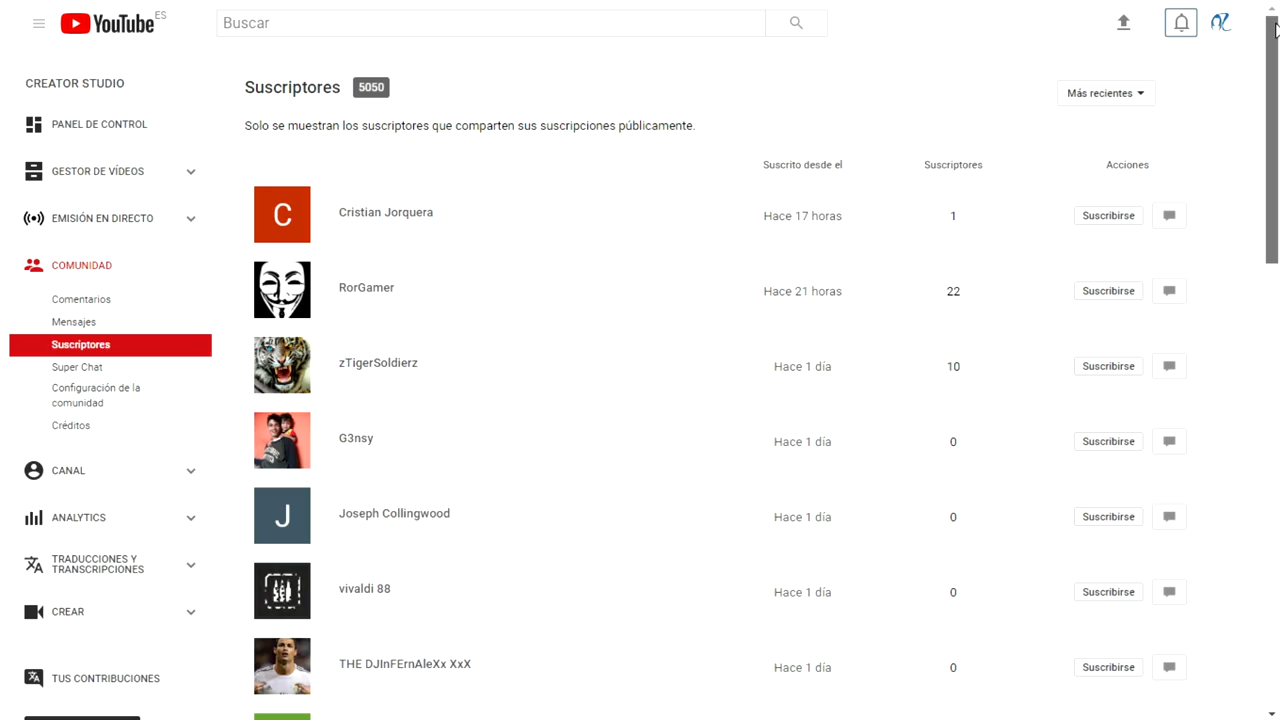 YouTube ES
Buscar
CREATOR STUDIO
PANEL DE CONTROL
GESTOR DE VÍDEOS
EMISIÓN EN DIRECTO
COMUNIDAD
Comentarios
Mensajes
Suscriptores
Super Chat
Configuración de la
comunidad
Créditos
CANAL
ANALYTICS
TRADUCCIONES Y
TRANSCRIPCIONES
CREAR
TUS CONTRIBUCIONES
Suscriptores 5050
Más recientes
Solo se muestran los suscriptores que comparten sus suscripciones públicamente.
Suscrito desde el Suscriptores Acciones
C Cristian Jorquera Hace 17 horas 1 Suscribirse
RorGamer Hace 21 horas 22 Suscribirse
zTigerSoldierz Hace 1 día 10 Suscribirse
G3nsy Hace 1 día 0 Suscribirse
J Joseph Collingwood Hace 1 día 0 Suscribirse
vivaldi 88 Hace 1 día 0 Suscribirse
THE DJInFErnAleXx XxX Hace 1 día 0 Suscribirse